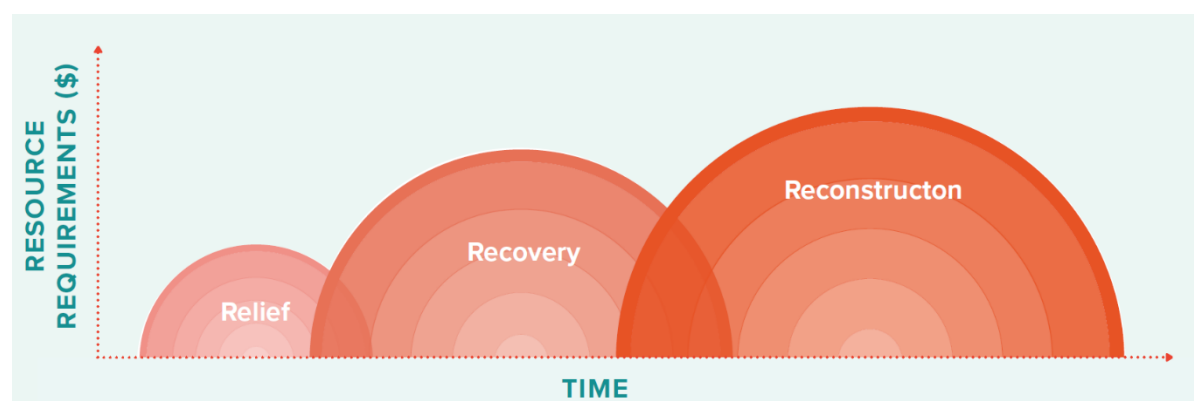 RESOURCE
REQUIREMENTS ($)
Relief
Recovery
Reconstructon
TIME